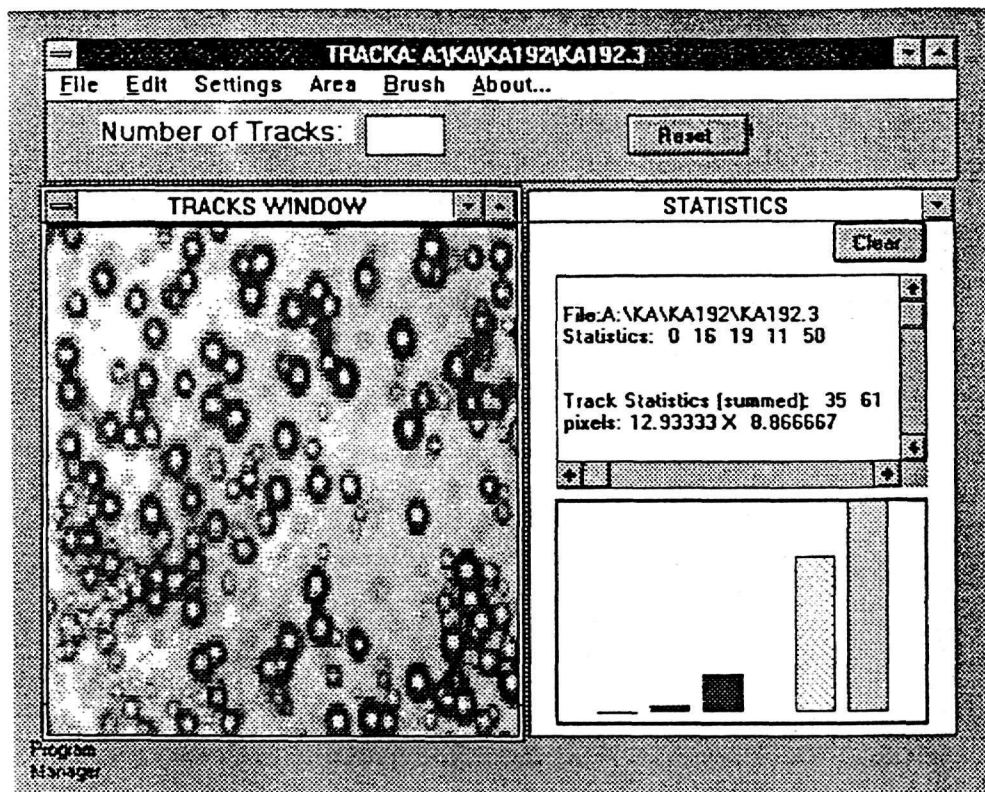 TRACKA: A:\KA\KA192\KA192.3
File Edit Settings Area Brush About...
Number of Tracks:
Reset
TRACKS WINDOW
STATISTICS
Clear
File:A:\KA\KA192\KA192.3
Statistics: 0 16 19 11 50
Track Statistics [summed]: 35 61
pixels: 12.93333 X 8.866667
Program
Manager